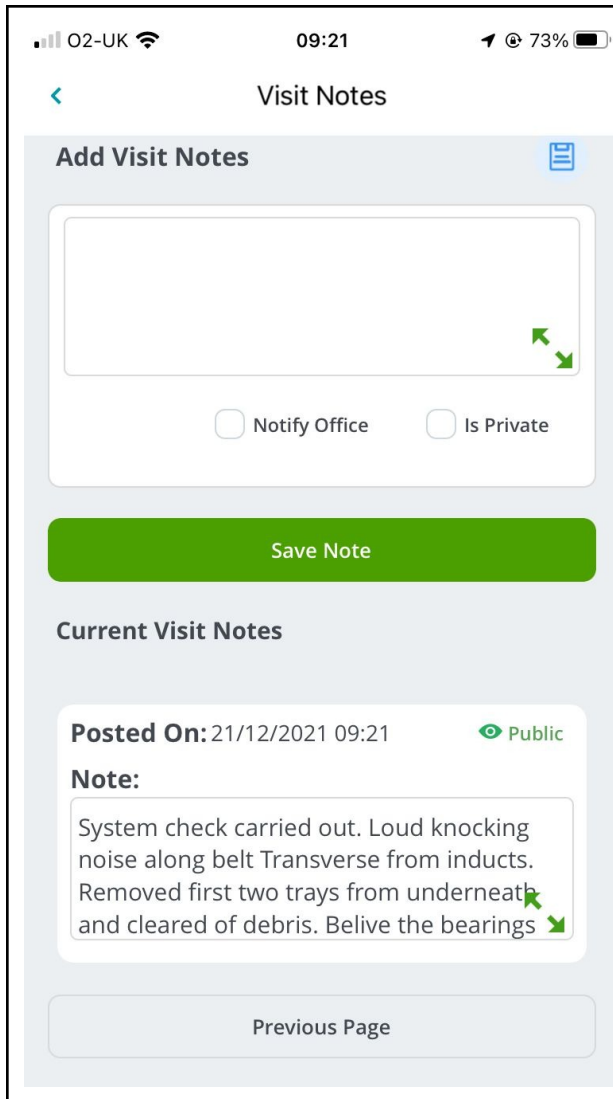 O2-UK 09:21 73%
Visit Notes
Add Visit Notes
Notify Office Is Private
Save Note
Current Visit Notes
Posted On: 21/12/2021 09:21 Public
Note:
System check carried out. Loud knocking
noise along belt Transverse from inducts.
Removed first two trays from underneath
and cleared of debris. Belive the bearings
Previous Page